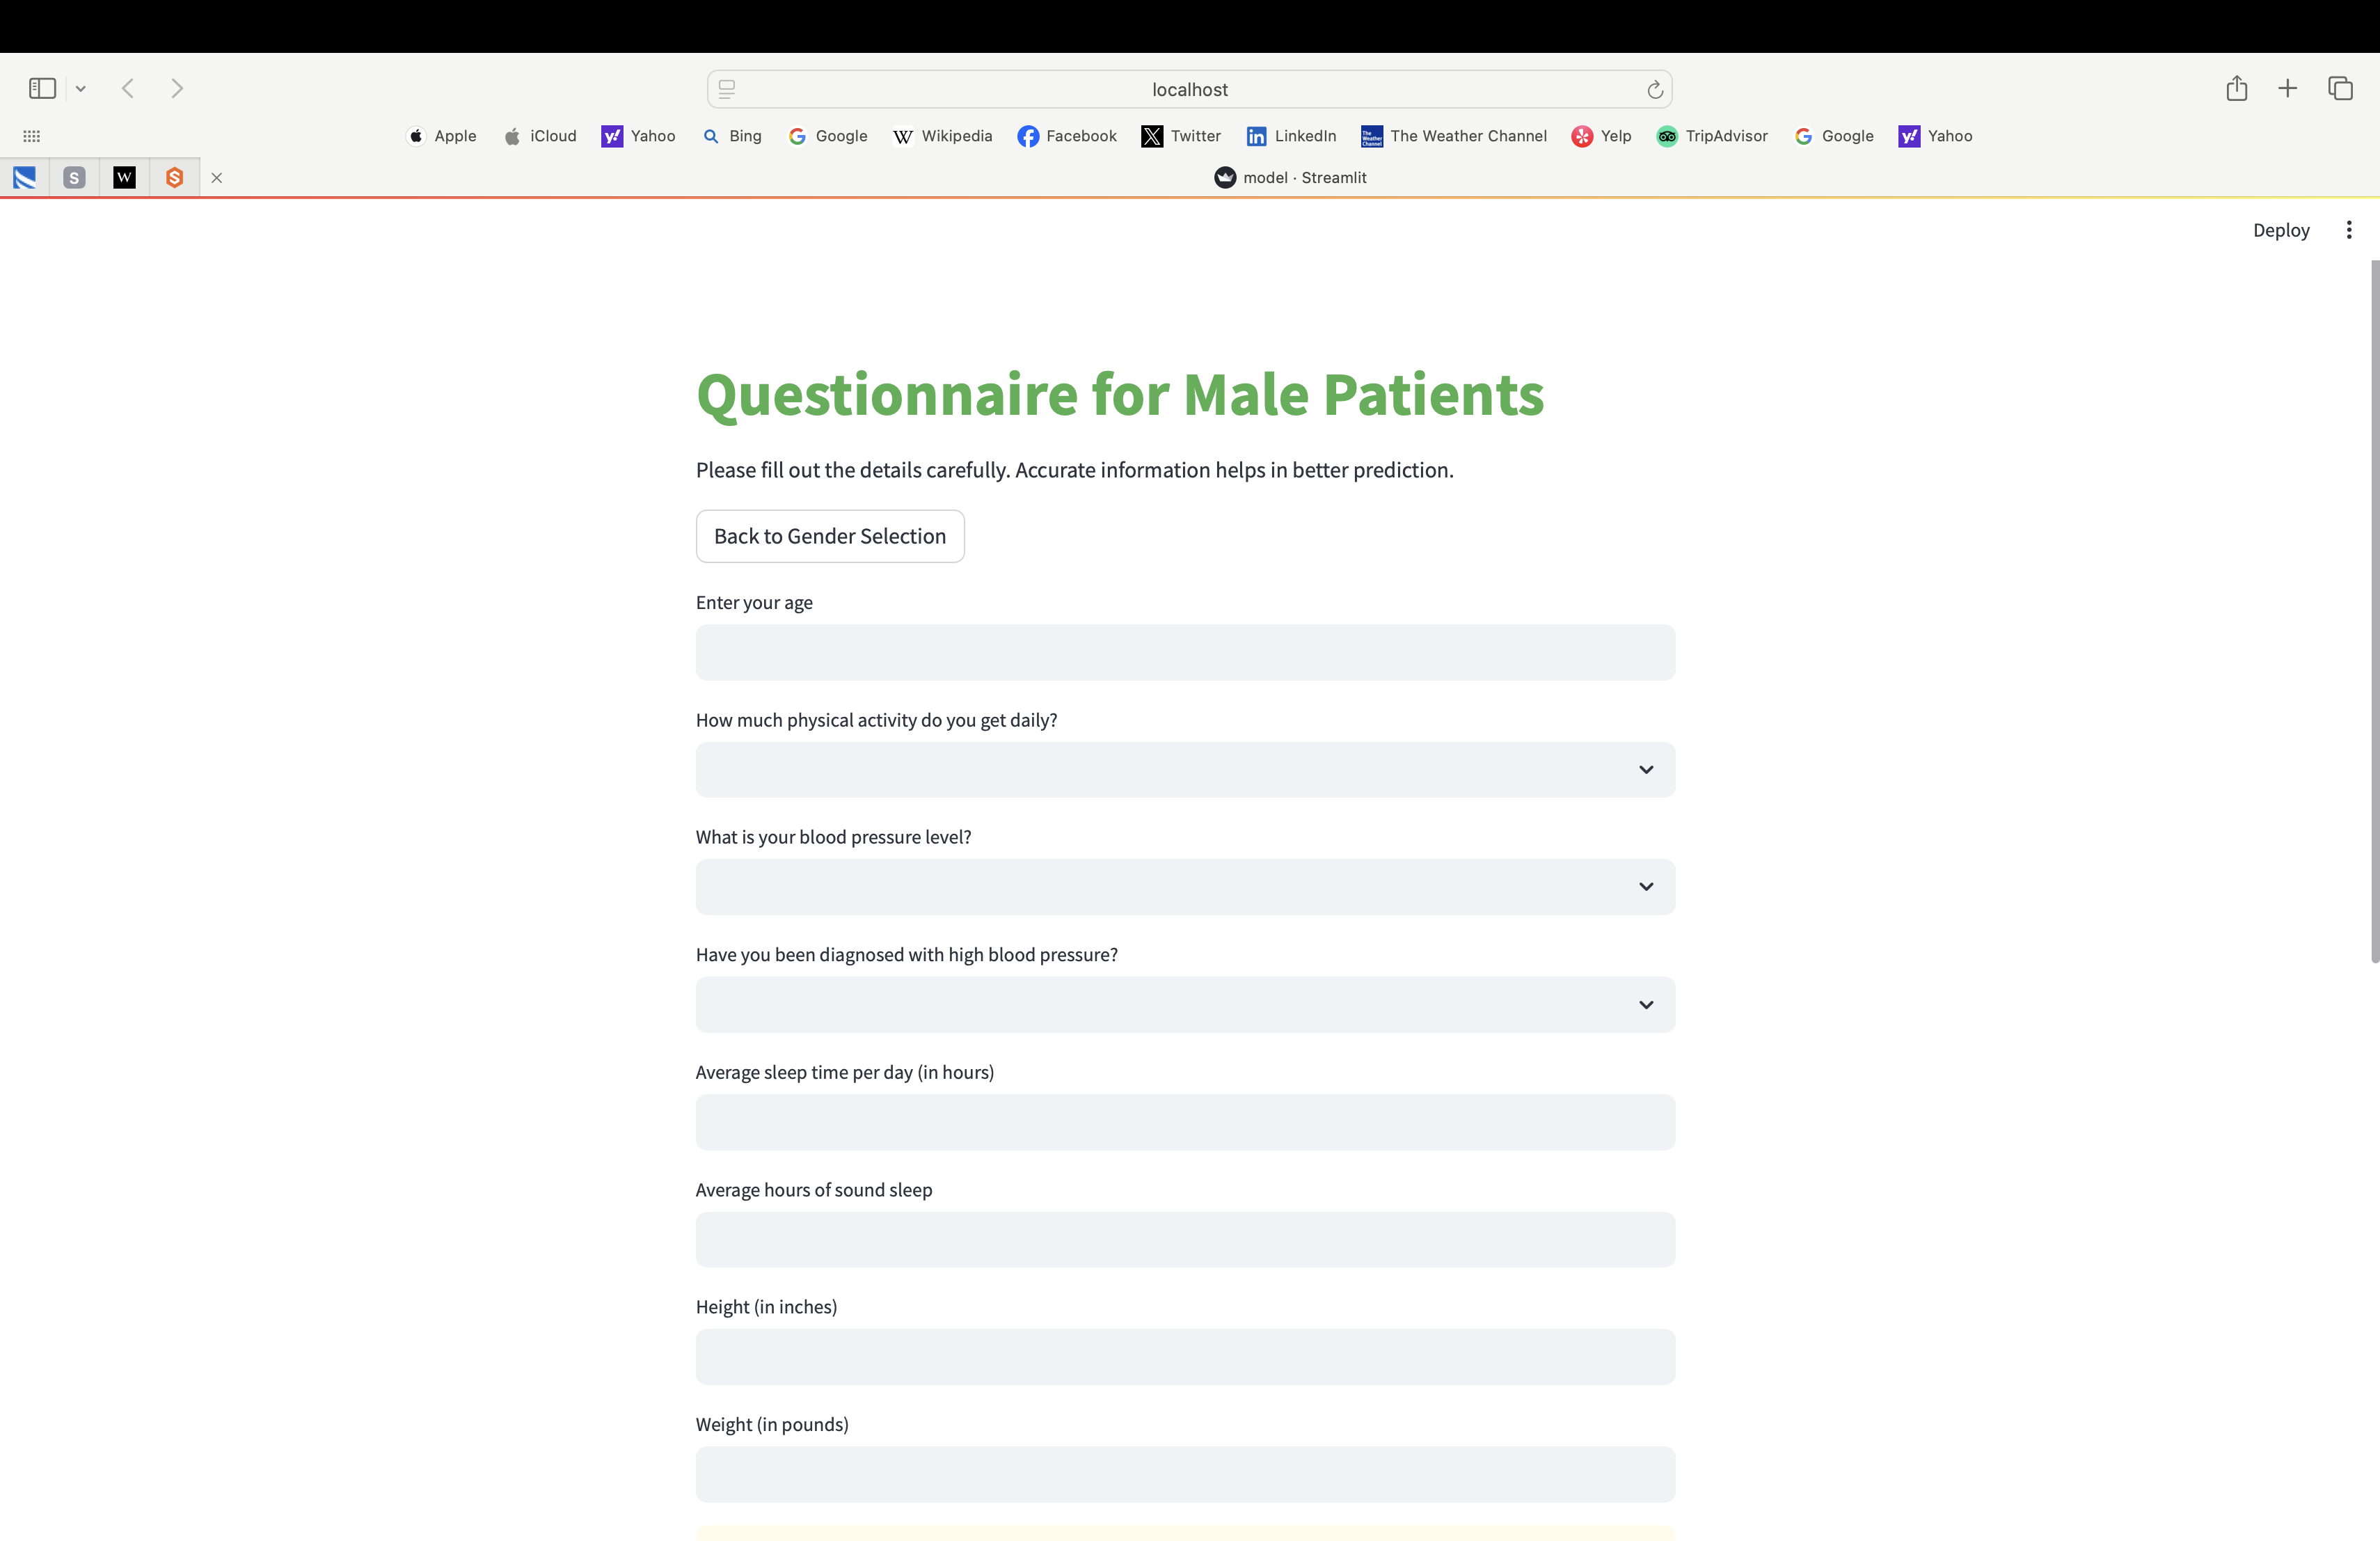 localhost
Apple iCloud Yahoo Bing Google Wikipedia Facebook Twitter LinkedIn The Weather Channel Yelp TripAdvisor Google Yahoo
S W S model · Streamlit
Deploy
Questionnaire for Male Patients
Please fill out the details carefully. Accurate information helps in better prediction.
Back to Gender Selection
Enter your age
How much physical activity do you get daily?
What is your blood pressure level?
Have you been diagnosed with high blood pressure?
Average sleep time per day (in hours)
Average hours of sound sleep
Height (in inches)
Weight (in pounds)